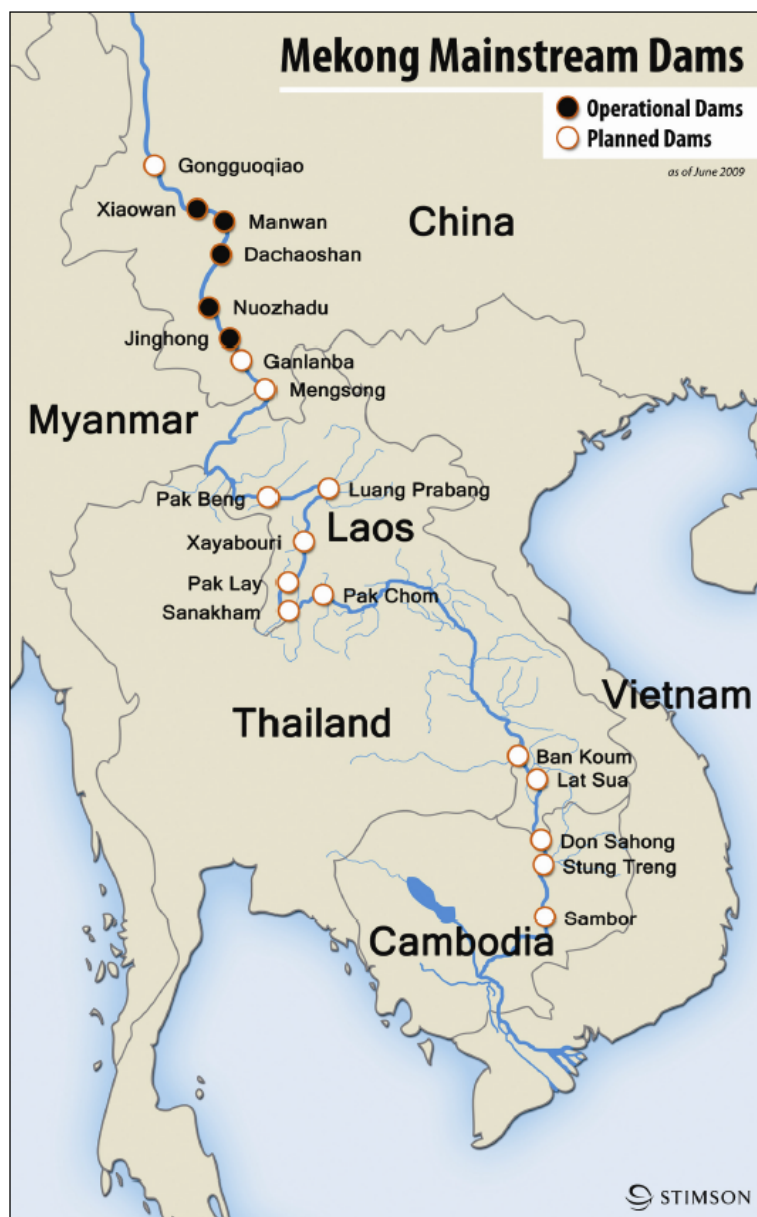 Mekong Mainstream Dams
Operational Dams
Planned Dams
as of June 2009
Gongguoqiao
Xiaowan
Manwan
China
Dachaoshan
Nuozhadu
Jinghong
Ganlanba
Mengsong
Myanmar
Pak Beng
Luang Prabang
Laos
Xayabouri
Pak Lay
Pak Chom
Sanakham
Vietnam
Thailand
Ban Koum
Lat Sua
Don Sahong
Stung Treng
Sambor
Cambodia
STIMSON